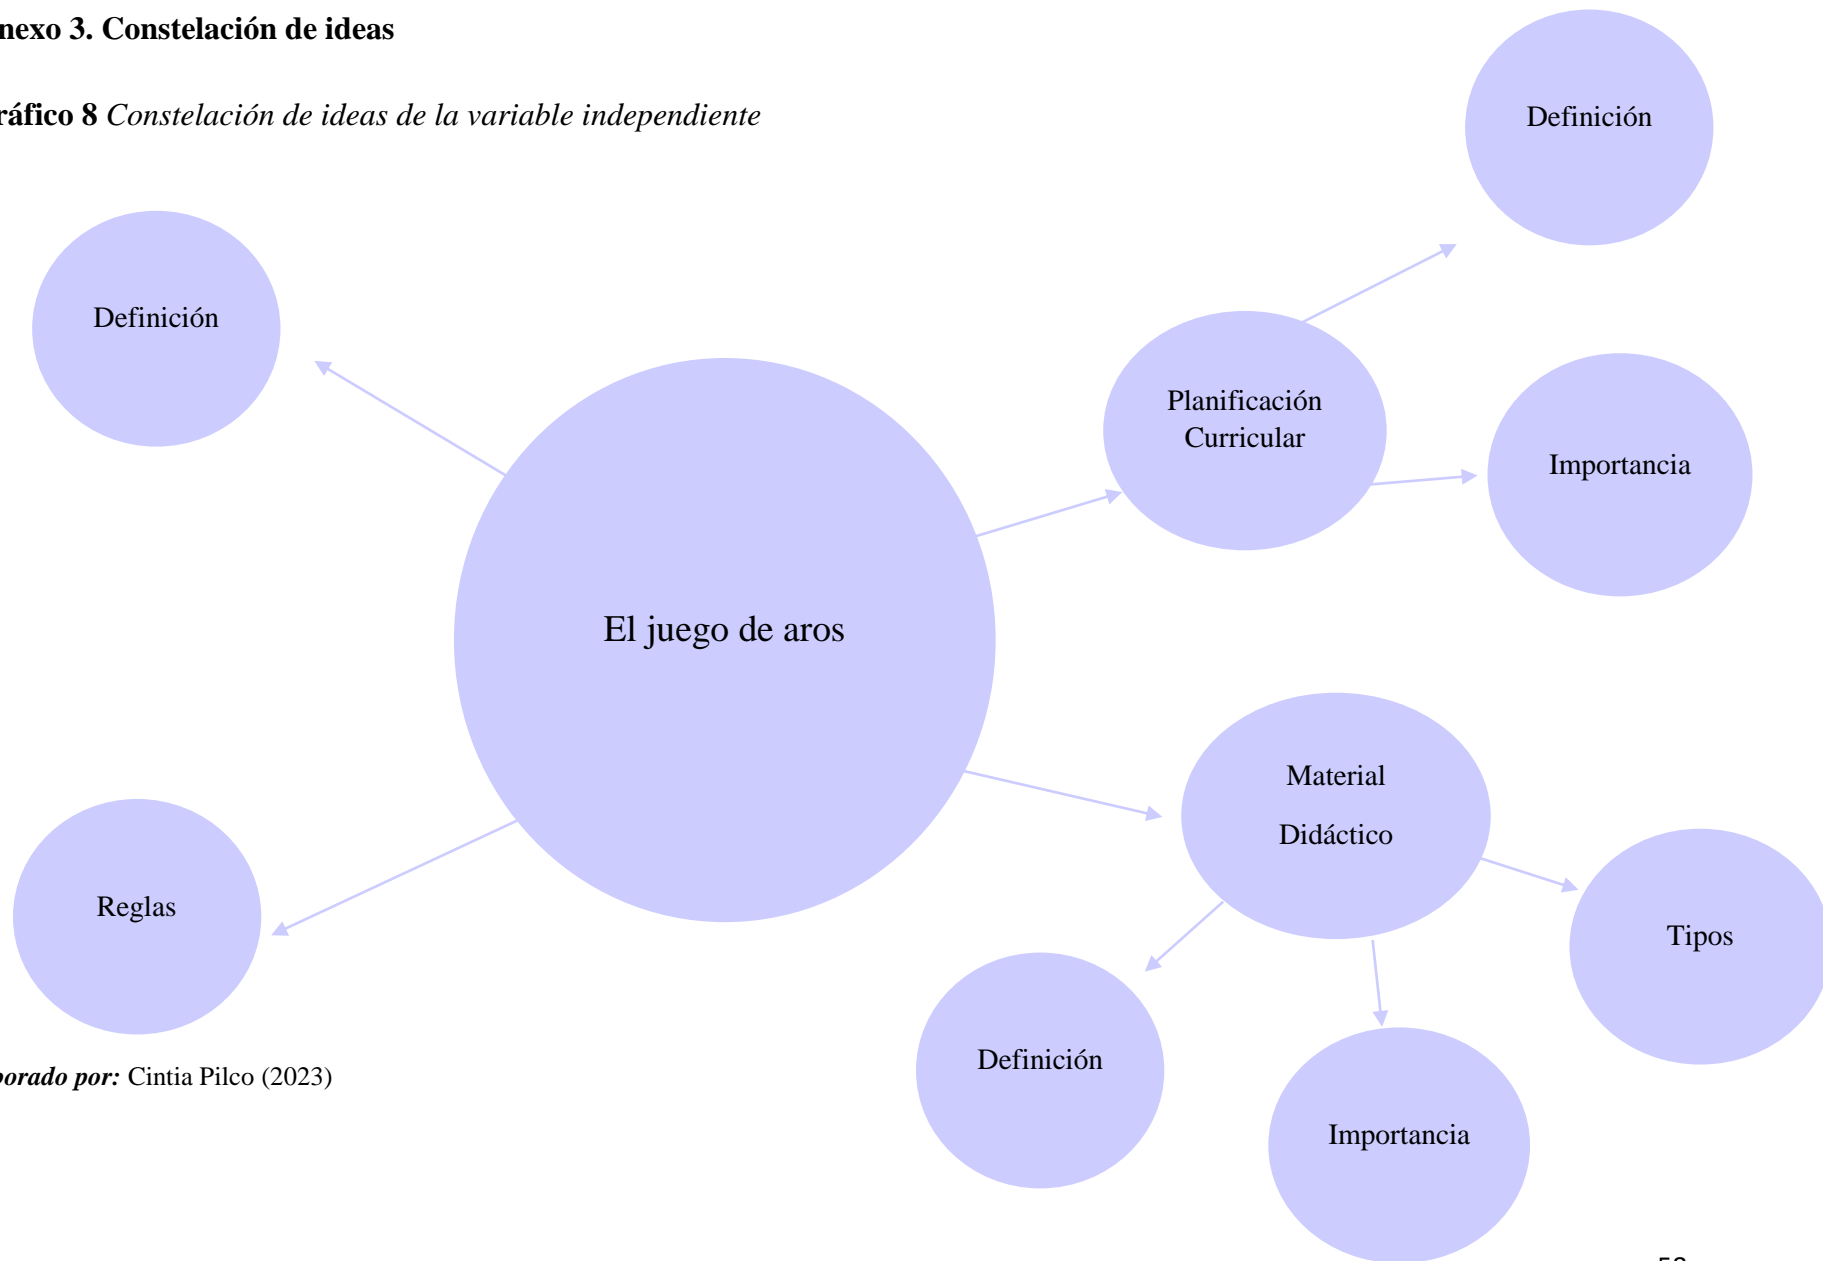 nexo 3. Constelación de ideas
ráfico 8 Constelación de ideas de la variable independiente
Definición
Definición
Planificación
Curricular
Importancia
El juego de aros
Material
Didáctico
Reglas
Tipos
Definición
Importancia
borado por: Cintia Pilco (2023)